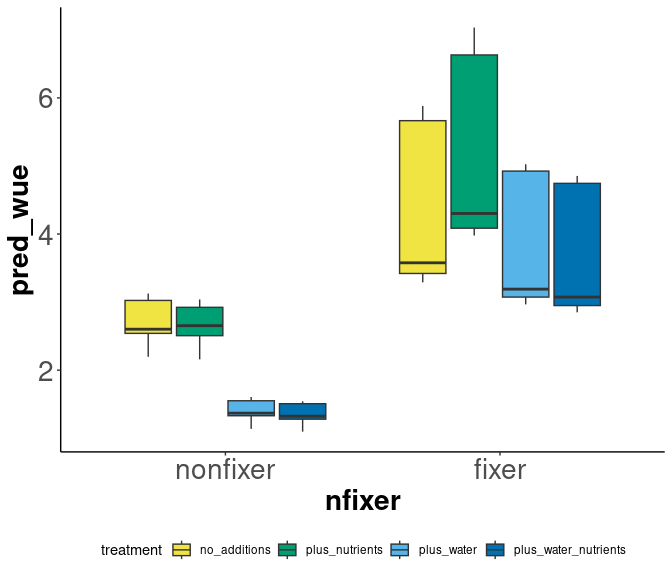 pred_wue
6
4
2
nonfixer fixer
nfixer
treatment no_additions plus_nutrients plus_water plus_water_nutrients